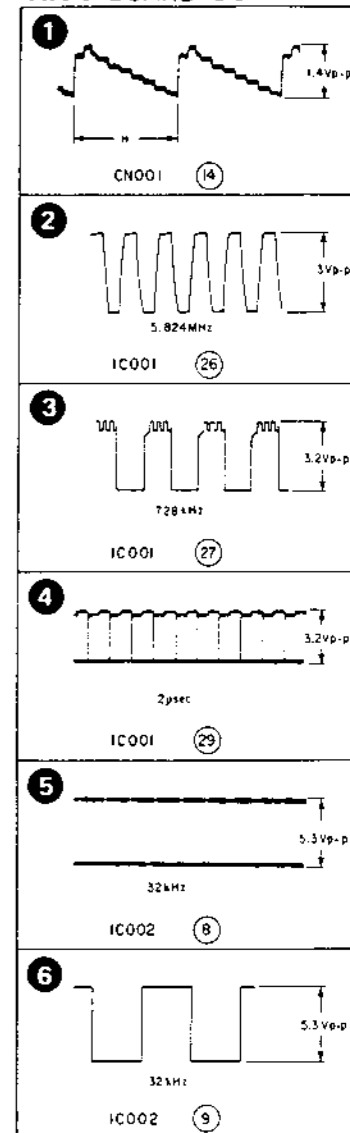 1
1.4Vp-p
H
CN001 14
2
3Vp-p
5.824MHz
IC001 26
3
3.2Vp-p
728kHz
IC001 27
4
3.2Vp-p
2μsec
IC001 29
5
5.3Vp-p
32kHz
IC002 8
6
5.3Vp-p
32kHz
IC002 9